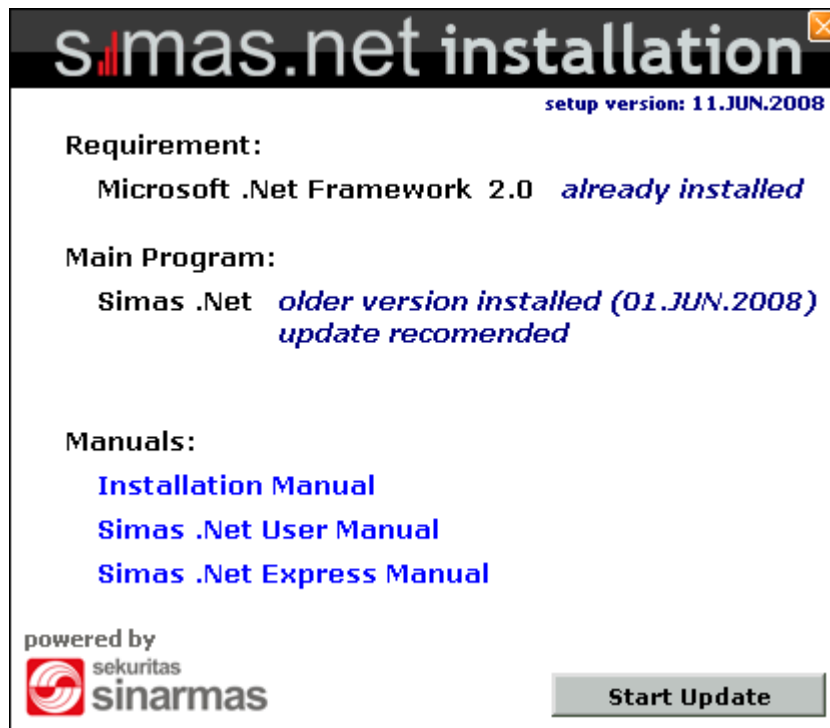 simas.net installation
setup version: 11.JUN.2008
Requirement:
Microsoft .Net Framework 2.0 already installed
Main Program:
Simas .Net older version installed (01.JUN.2008)
update recomended
Manuals:
Installation Manual
Simas .Net User Manual
Simas .Net Express Manual
powered by
sekuritas
sinarmas
Start Update